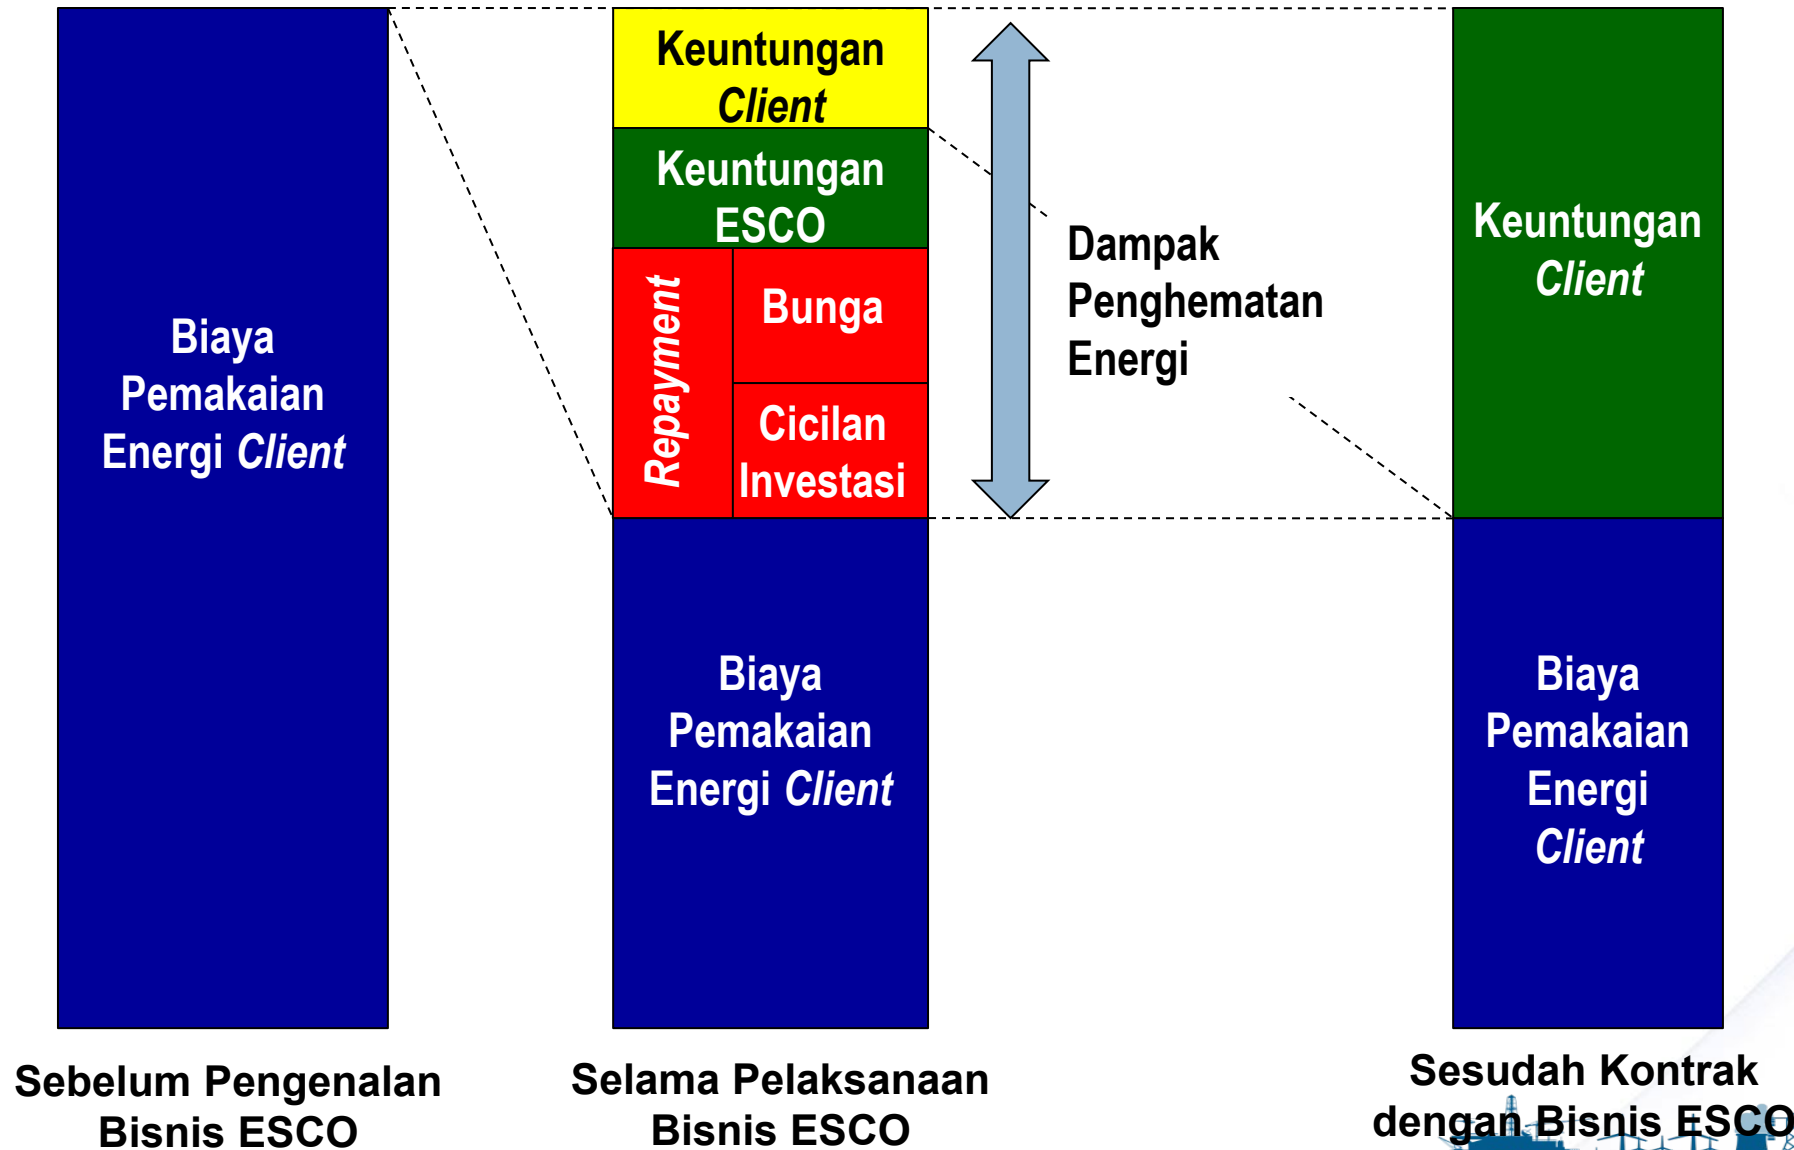 Biaya
Pemakaian
Energi Client
Sebelum Pengenalan
Bisnis ESCO
Keuntungan
Client
Keuntungan
ESCO
Repayment
Bunga
Cicilan
Investasi
Biaya
Pemakaian
Energi Client
Selama Pelaksanaan
Bisnis ESCO
Dampak
Penghematan
Energi
Keuntungan
Client
Biaya
Pemakaian
Energi
Client
Sesudah Kontrak
dengan Bisnis ESCO